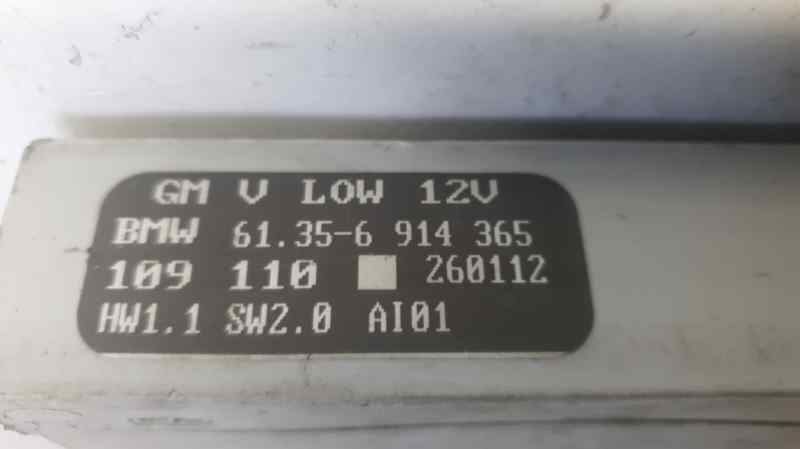 GM V LOW 12V
BMW 61.35-6 914 365
109 110 260112
HW1.1 SW2.0 AI01